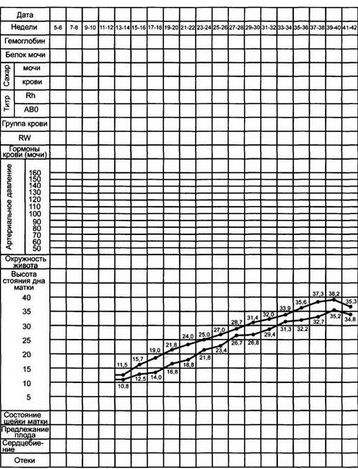 Дата
Недели 5-6 7-8 9-10 11-12 13-14 15-16 17-18 19-20 21-22 23-24 25-26 27-28 29-30 31-32 33-34 35-36 37-38 39-40 41-42
Гемоглобин
Белок мочи
Сахар мочи
крови
Титр Rh
AB0
Группа крови
RW
Гормоны
крови (мочи)
Артериальное давление
160
150
140
130
120
110
100
90
80
70
60
50
Окружность
живота
Высота
стояния дна
матки
40
35
30
25
20
15
10
5
11,5 15,7 19,0 21,6 24,0 25,0 27,0 28,7 31,4 32,0 33,9 35,6 37,3 38,2 35,3
10,8 12,5 14,0 16,8 18,8 21,8 23,4 26,7 26,8 29,4 31,3 32,2 32,7 35,2 34,8
Состояние
шейки матки
Предлежание
плода
Сердцебие-
ние
Отеки